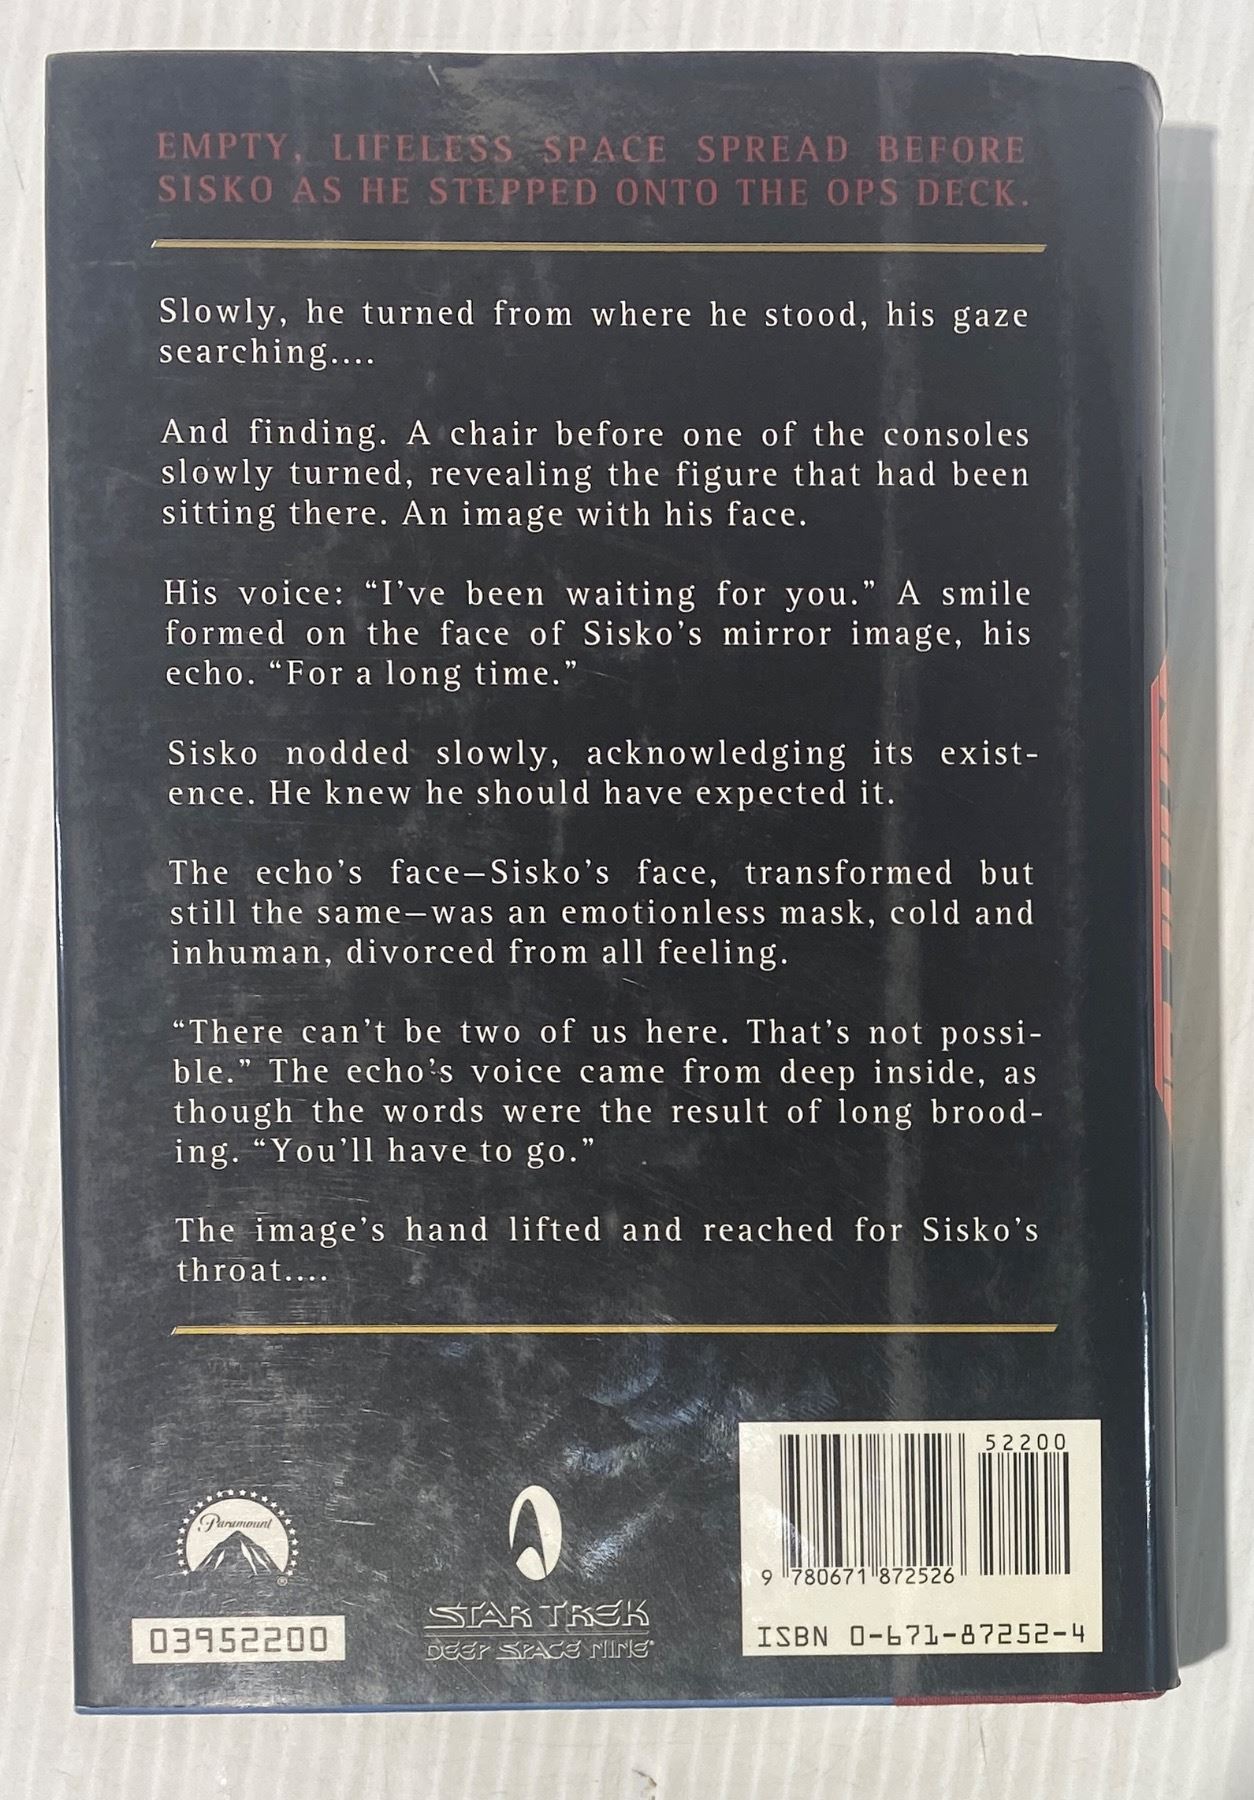 EMPTY, LIFELESS SPACE SPREAD BEFORE
SISKO AS HE STEPPED ONTO THE OPS DECK.
Slowly, he turned from where he stood, his gaze
searching....
And finding. A chair before one of the consoles
slowly turned, revealing the figure that had been
sitting there. An image with his face.
His voice: “I’ve been waiting for you.” A smile
formed on the face of Sisko’s mirror image, his
echo. “For a long time.”
Sisko nodded slowly, acknowledging its exist-
ence. He knew he should have expected it.
The echo’s face—Sisko’s face, transformed but
still the same—was an emotionless mask, cold and
inhuman, divorced from all feeling.
“There can’t be two of us here. That’s not possi-
ble.” The echo’s voice came from deep inside, as
though the words were the result of long brood-
ing. “You’ll have to go.”
The image’s hand lifted and reached for Sisko’s
throat....
Paramount
®
03952200
STAR TREK
DEEP SPACE NINE®
52200
9 780671 872526
ISBN 0-671-87252-4